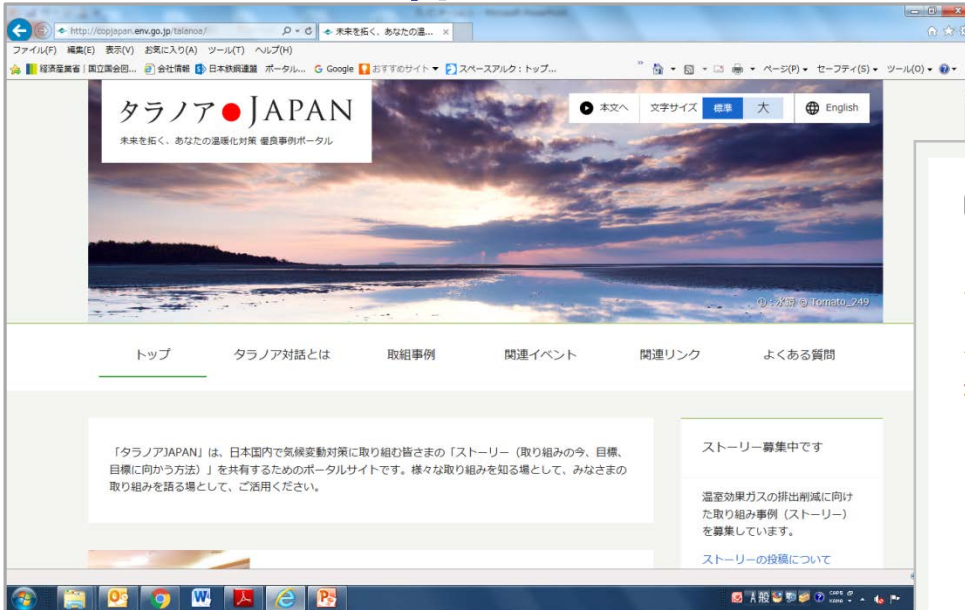 http://copjapan.env.go.jp/talanoa/
未来を拓く、あなたの温...
ファイル(F) 編集(E) 表示(V) お気に入り(A) ツール(T) ヘルプ(H)
経済産業省 国立国会図... 会社情報 日本鉄鋼連盟 ポータル... Google おすすめサイト スペースアルク:トップ... ページ(P) セーフティ(S) ツール(O)
タラノア●JAPAN
未来を拓く、あなたの温暖化対策 優良事例ポータル
本文へ 文字サイズ 標準 大 English
Tomato_249
トップ タラノア対話とは 取組事例 関連イベント 関連リンク よくある質問
「タラノアJAPAN」は、日本国内で気候変動対策に取り組む皆さまの「ストーリー(取り組みの今、目標、
目標に向かう方法)」を共有するためのポータルサイトです。様々な取り組みを知る場として、みなさまの
取り組みを語る場として、ご活用ください。
ストーリー募集中です
温室効果ガスの排出削減に向け
た取り組み事例(ストーリー)
を募集しています。
ストーリーの投稿について
A 般 CAPS KANA